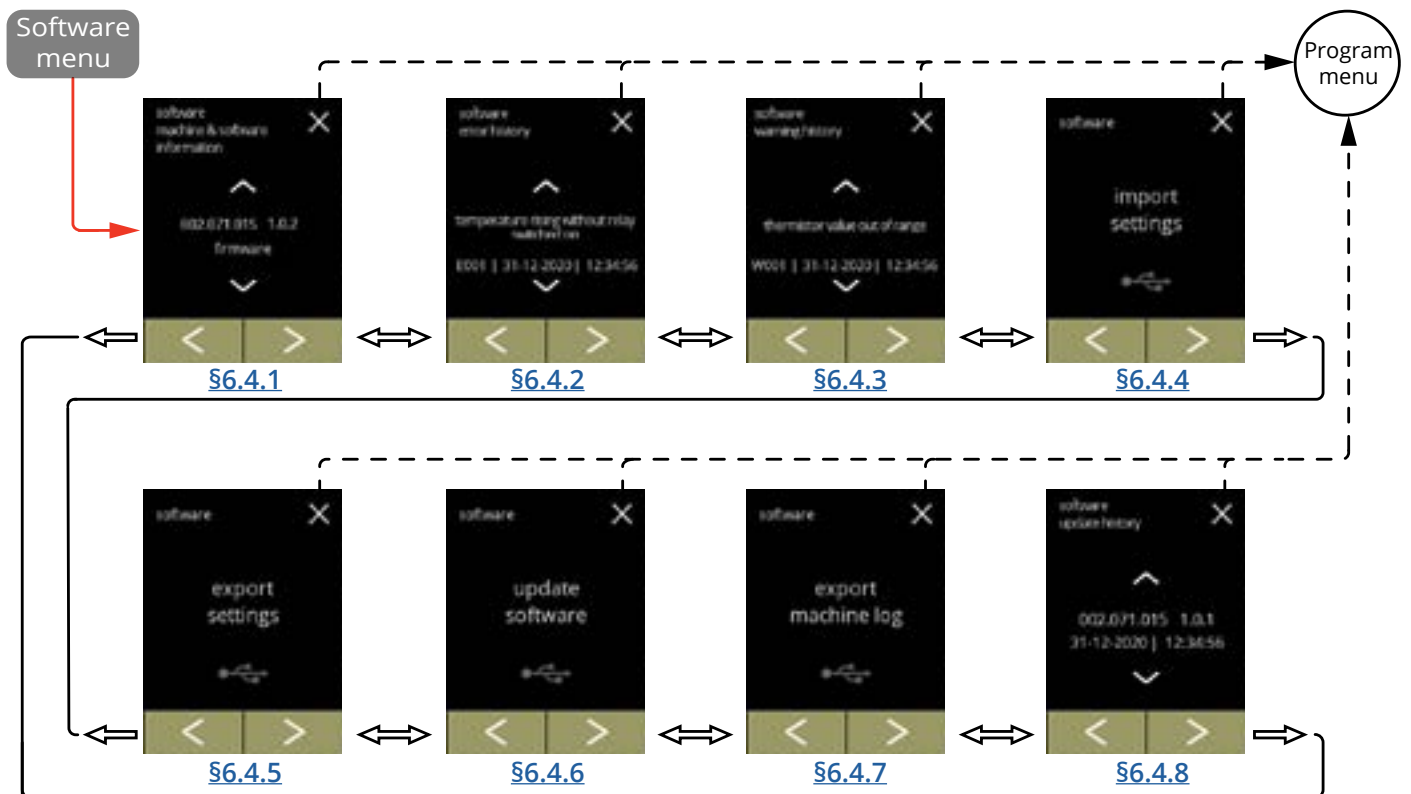 Software
menu
Program
menu
software
machine & software
information
002.071.015 1.0.2
firmware
§6.4.1
software
error history
temperature rising without relay
switched on
E001 | 31-12-2020 | 12:34:56
§6.4.2
software
warning history
thermistor value out of range
W001 | 31-12-2020 | 12:34:56
§6.4.3
software
import
settings
§6.4.4
software
export
settings
§6.4.5
software
update
software
§6.4.6
software
export
machine log
§6.4.7
software
update history
002.071.015 1.0.1
31-12-2020 | 12:34:56
§6.4.8